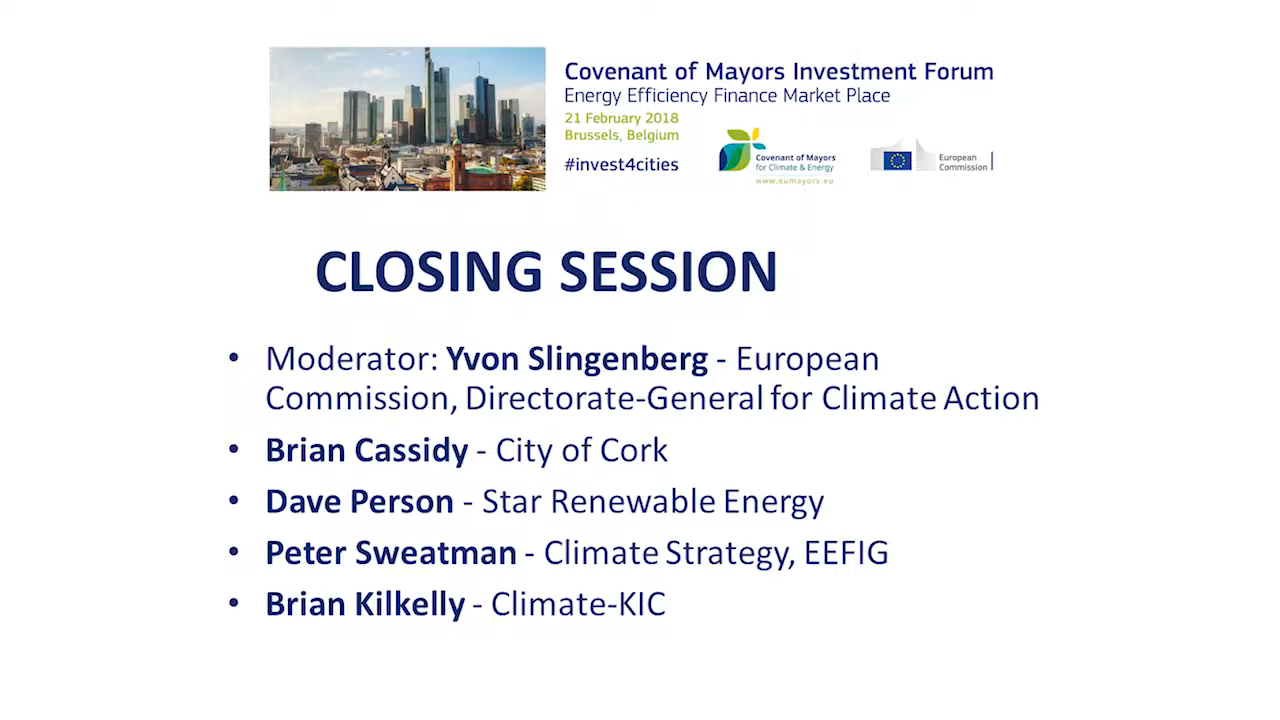 Covenant of Mayors Investment Forum
Energy Efficiency Finance Market Place
21 February 2018
Brussels, Belgium
#invest4cities
Covenant of Mayors
for Climate & Energy
www.eumayors.eu
European
Commission
CLOSING SESSION
• Moderator: Yvon Slingenberg - European
Commission, Directorate-General for Climate Action
• Brian Cassidy - City of Cork
• Dave Person - Star Renewable Energy
• Peter Sweatman - Climate Strategy, EEFIG
• Brian Kilkelly - Climate-KIC